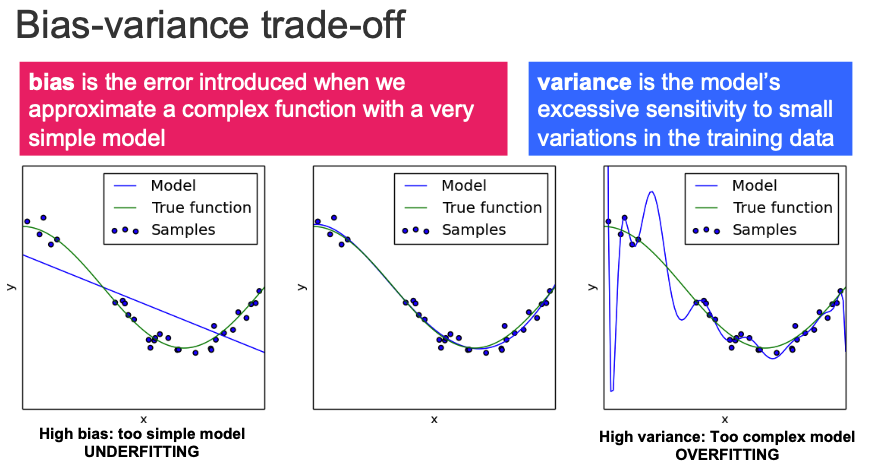 Bias-variance trade-off
bias is the error introduced when we
approximate a complex function with a very
simple model
variance is the model's
excessive sensitivity to small
variations in the training data
Model
True function
Samples
y
x
High bias: too simple model
UNDERFITTING
Model
True function
Samples
y
x
Model
True function
Samples
y
x
High variance: Too complex model
OVERFITTING